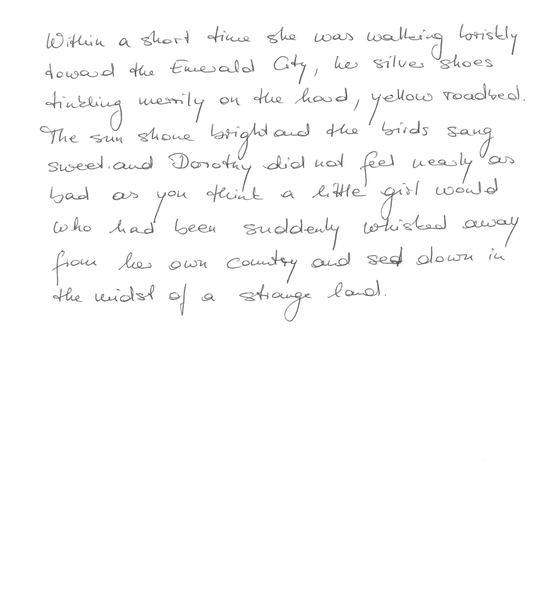 Within a short time she was walking briskly
toward the Emerald City, her silver shoes
tinkling merrily on the hard, yellow roadbed.
The sun shone bright and the birds sang
sweet and Dorothy did not feel nearly as
bad as you think a little girl would
who had been suddenly whisked away
from her own country and set down in
the midst of a strange land.